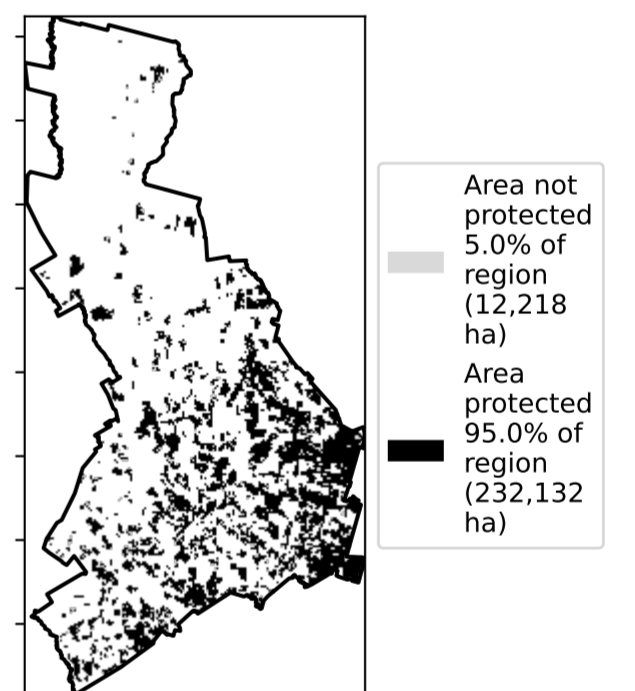 Area not
protected
5.0% of
region
(12,218
ha)
Area
protected
95.0% of
region
(232,132
ha)